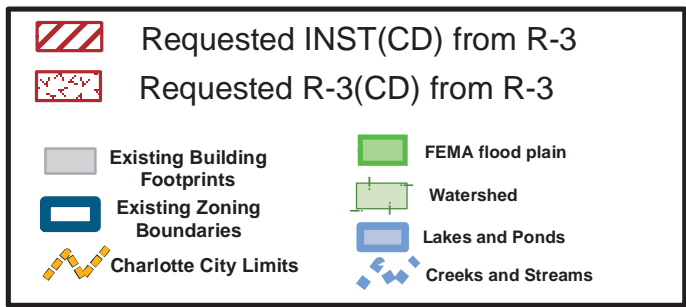 Requested INST(CD) from R-3
Requested R-3(CD) from R-3
Existing Building
Footprints
Existing Zoning
Boundaries
Charlotte City Limits
FEMA flood plain
Watershed
Lakes and Ponds
Creeks and Streams